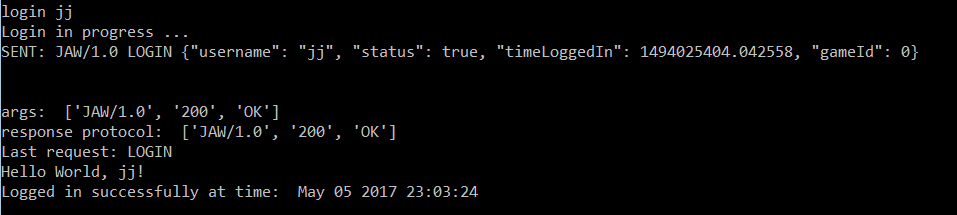 login jj
Login in progress ...
SENT: JAW/1.0 LOGIN {"username": "jj", "status": true, "timeLoggedIn": 1494025404.042558, "gameId": 0}
args:  ['JAW/1.0', '200', 'OK']
response protocol:  ['JAW/1.0', '200', 'OK']
Last request: LOGIN
Hello World, jj!
Logged in successfully at time:  May 05 2017 23:03:24